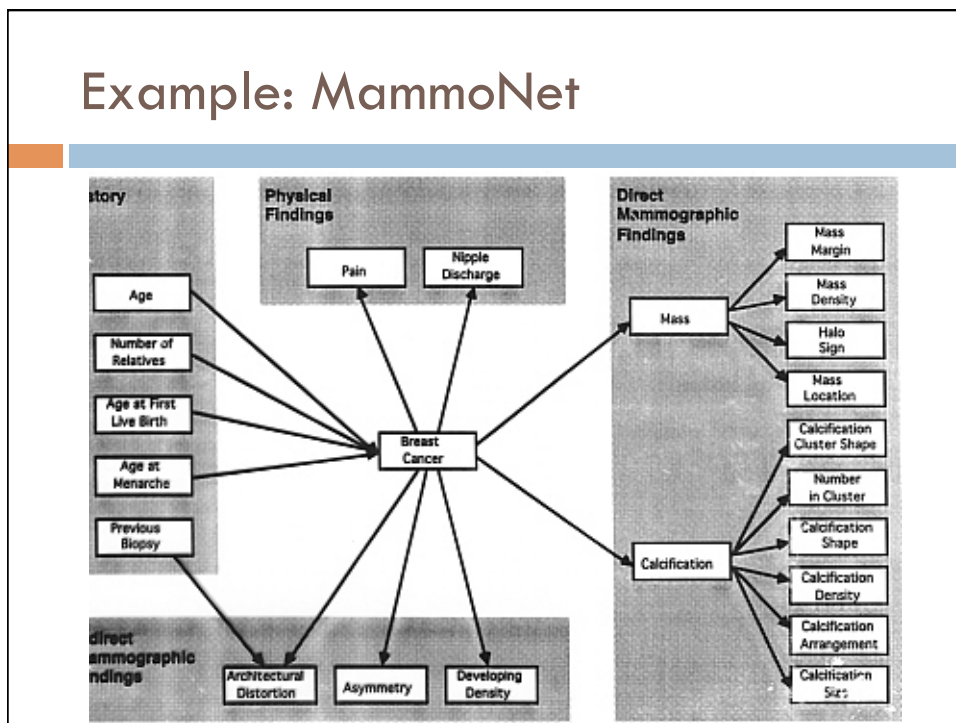 Example: MammoNet
story
Age
Number of
Relatives
Age at First
Live Birth
Age at
Menarche
Previous
Biopsy
Physical
Findings
Pain
Nipple
Discharge
Breast
Cancer
Direct
Mammographic
Findings
Mass
Mass
Margin
Mass
Density
Halo
Sign
Mass
Location
Calcification
Calcification
Cluster Shape
Number
in Cluster
Calcification
Shape
Calcification
Density
Calcification
Arrangement
Calcification
Size
direct
ammographic
ndings
Architectural
Distortion
Asymmetry
Developing
Density